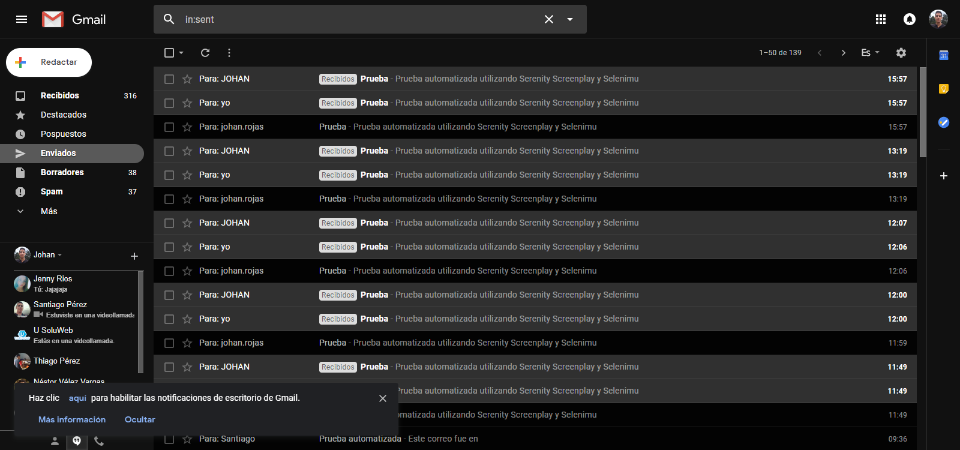 Gmail
in:sent
Redactar
1–50 de 139
Es
Recibidos 316
Destacados
Pospuestos
Enviados
Borradores 38
Spam 37
Más
Para: JOHAN Recibidos Prueba - Prueba automatizada utilizando Serenity Screenplay y Selenimu 15:57
Para: yo Recibidos Prueba - Prueba automatizada utilizando Serenity Screenplay y Selenimu 15:57
Para: johan.rojas Prueba - Prueba automatizada utilizando Serenity Screenplay y Selenimu 15:57
Para: JOHAN Recibidos Prueba - Prueba automatizada utilizando Serenity Screenplay y Selenimu 13:19
Para: yo Recibidos Prueba - Prueba automatizada utilizando Serenity Screenplay y Selenimu 13:19
Para: johan.rojas Prueba - Prueba automatizada utilizando Serenity Screenplay y Selenimu 13:19
Para: JOHAN Recibidos Prueba - Prueba automatizada utilizando Serenity Screenplay y Selenimu 12:07
Para: yo Recibidos Prueba - Prueba automatizada utilizando Serenity Screenplay y Selenimu 12:06
Para: johan.rojas Prueba - Prueba automatizada utilizando Serenity Screenplay y Selenimu 12:06
Para: JOHAN Recibidos Prueba - Prueba automatizada utilizando Serenity Screenplay y Selenimu 12:00
Para: yo Recibidos Prueba - Prueba automatizada utilizando Serenity Screenplay y Selenimu 12:00
Para: johan.rojas Prueba - Prueba automatizada utilizando Serenity Screenplay y Selenimu 11:59
Para: JOHAN Recibidos Prueba - Prueba automatizada utilizando Serenity Screenplay y Selenimu 11:49
automatizada utilizando Serenity Screenplay y Selenimu 11:49
utomatizada utilizando Serenity Screenplay y Selenimu 11:49
Para: Santiago Prueba automatizada - Este correo fue en 09:36
Johan
Jenny Rios
Tú: Jajajaja
Santiago Pérez
Estuviste en una videollamada
U SoluWeb
Estás en una videollamada.
Thiago Pérez
Néstor Vélez Vargas
Haz clic aquí para habilitar las notificaciones de escritorio de Gmail.
Más información Ocultar